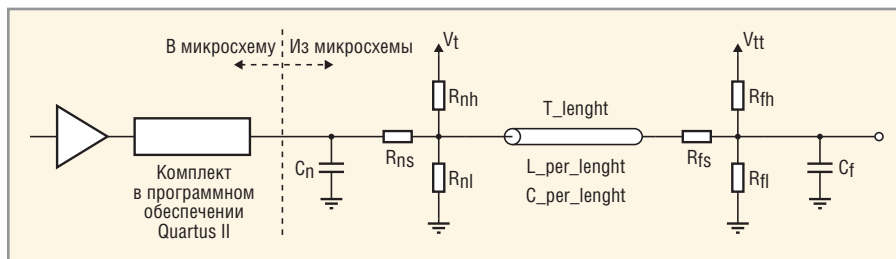 В микросхему
Из микросхемы
Vt
Vtt
Rnh
Rfh
T_lenght
Cn
Rns
Rnl
L_per_lenght
C_per_lenght
Rfs
Rfl
Cf
Комплект
в программном
обеспечении
Quartus II